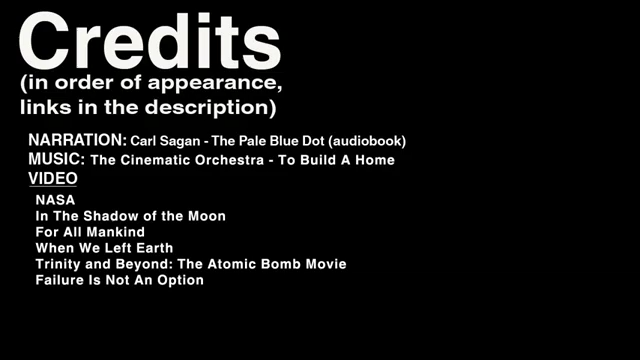 Credits
(in order of appearance,
links in the description)
NARRATION: Carl Sagan - The Pale Blue Dot (audiobook)
MUSIC: The Cinematic Orchestra - To Build A Home
VIDEO
NASA
In The Shadow of the Moon
For All Mankind
When We Left Earth
Trinity and Beyond: The Atomic Bomb Movie
Failure Is Not An Option